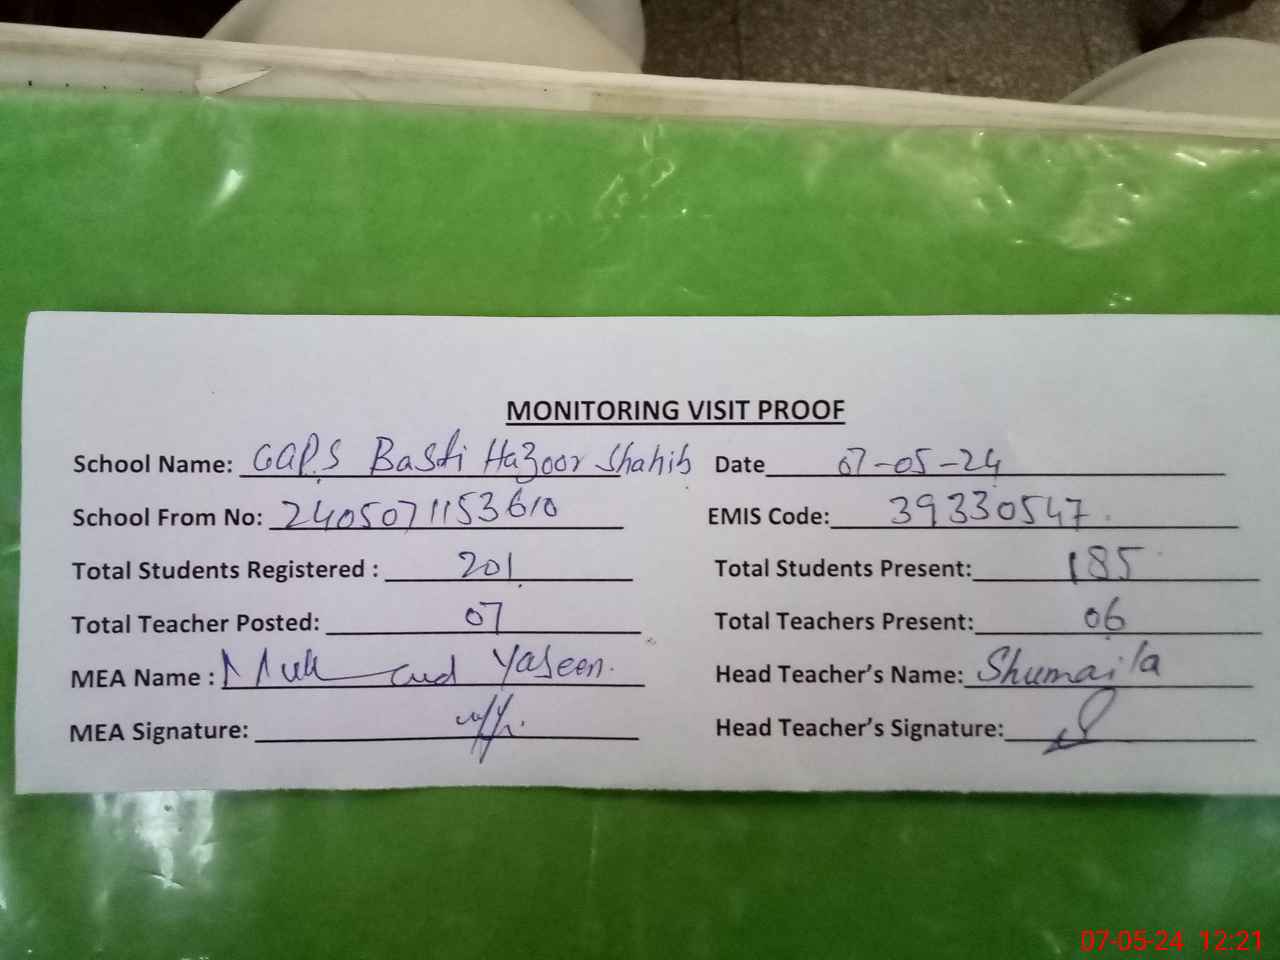 MONITORING VISIT PROOF
School Name: GGPS Basti Hazoor Shahib Date 07-05-24
School From No: 2405071153610 EMIS Code: 39330547
Total Students Registered : 201 Total Students Present: 185
Total Teacher Posted: 07 Total Teachers Present: 06
MEA Name : Yaseen. Head Teacher's Name: Shumaila
MEA Signature: Head Teacher's Signature:
07-05-24 12:21